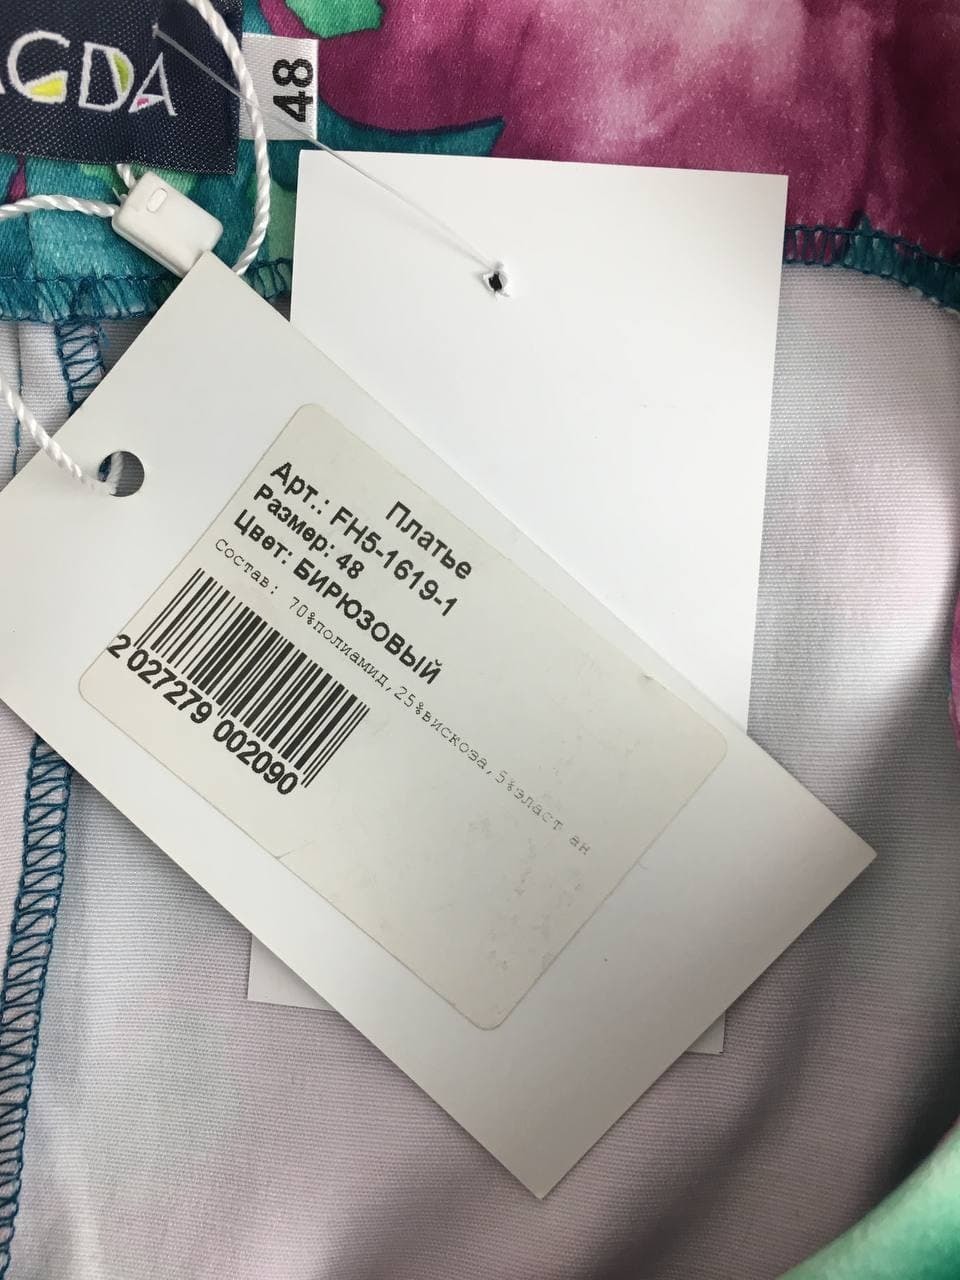 GDA
48
Платье
Арт.: FH5-1619-1
Размер: 48
Цвет: БИРЮЗОВЫЙ
Состав: 70%полиамид,25%вискоза,5%эласт ан
2 027279 002090